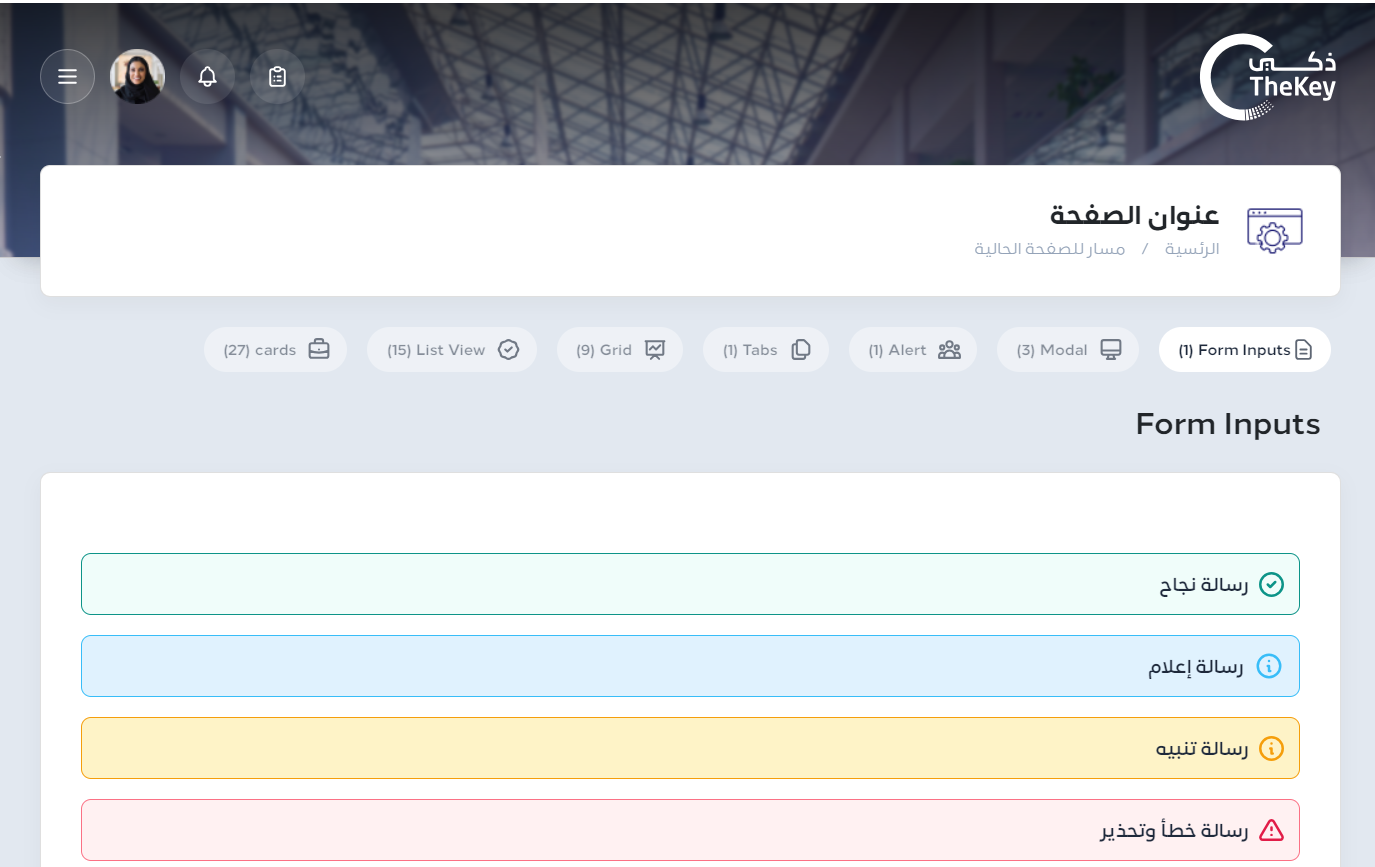 ذكي
TheKey
عنوان الصفحة
الرئسية / مسار للصفحة الحالية
Form Inputs (1)
Modal (3)
Alert (1)
Tabs (1)
Grid (9)
List View (15)
cards (27)
Form Inputs
رسالة نجاح
رسالة إعلام
رسالة تنبيه
رسالة خطأ وتحذير